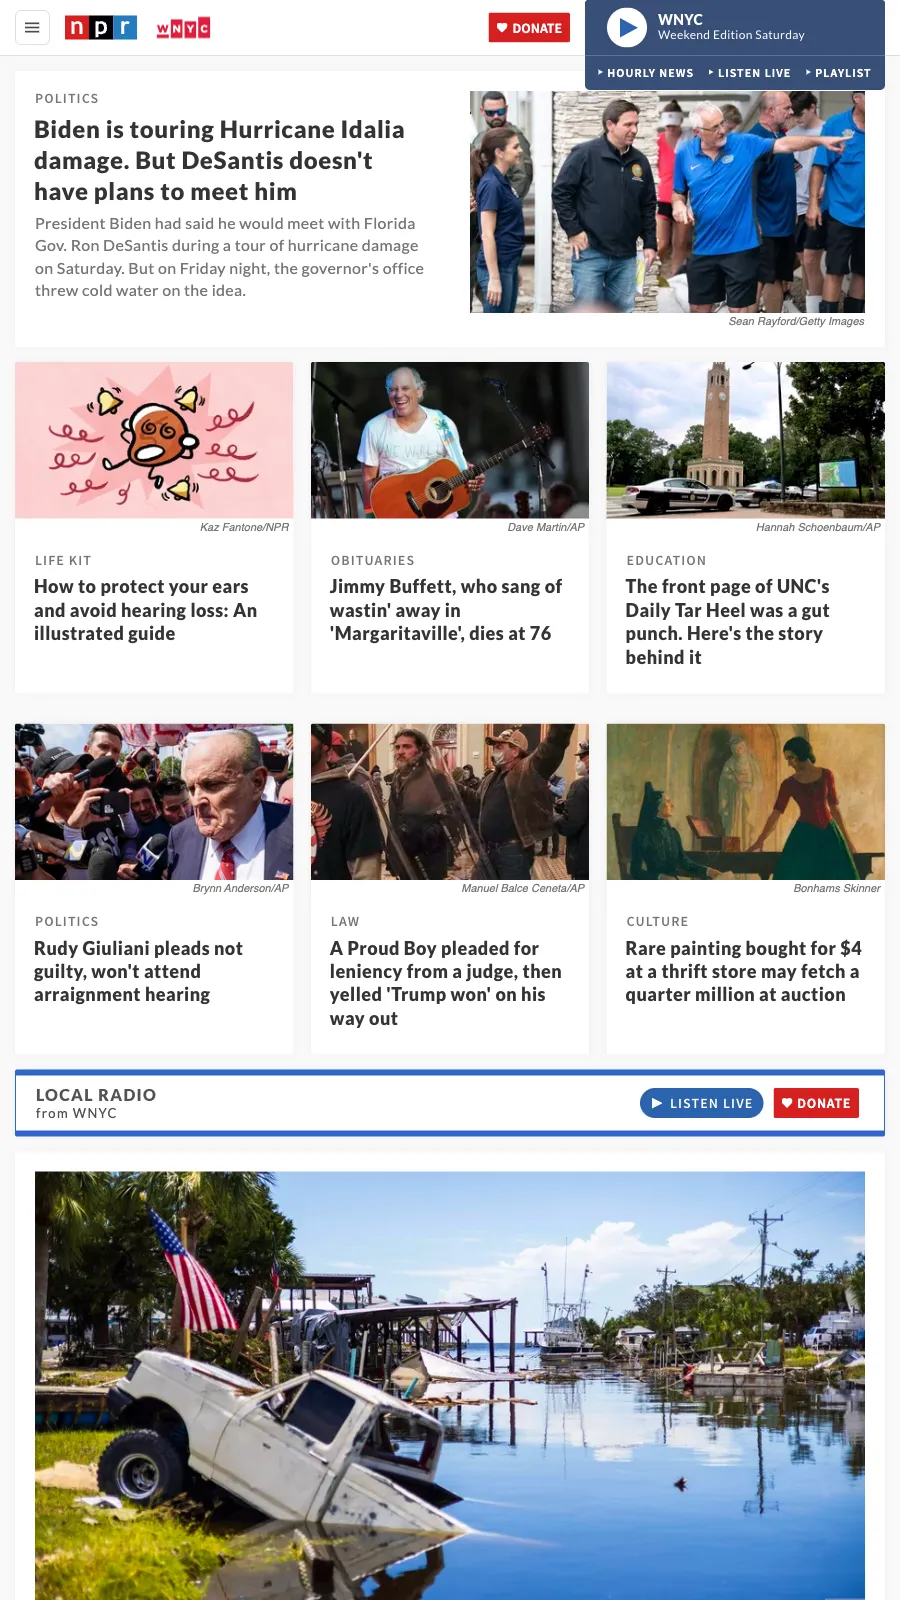 npr
WNYC
DONATE
WNYC
Weekend Edition Saturday
HOURLY NEWS
LISTEN LIVE
PLAYLIST
POLITICS
Biden is touring Hurricane Idalia
damage. But DeSantis doesn't
have plans to meet him
President Biden had said he would meet with Florida
Gov. Ron DeSantis during a tour of hurricane damage
on Saturday. But on Friday night, the governor's office
threw cold water on the idea.
Sean Rayford/Getty Images
Kaz Fantone/NPR
LIFE KIT
How to protect your ears
and avoid hearing loss: An
illustrated guide
Dave Martin/AP
OBITUARIES
Jimmy Buffett, who sang of
wastin' away in
'Margaritaville', dies at 76
Hannah Schoenbaum/AP
EDUCATION
The front page of UNC's
Daily Tar Heel was a gut
punch. Here's the story
behind it
Brynn Anderson/AP
POLITICS
Rudy Giuliani pleads not
guilty, won't attend
arraignment hearing
Manuel Balce Ceneta/AP
LAW
A Proud Boy pleaded for
leniency from a judge, then
yelled 'Trump won' on his
way out
Bonhams Skinner
CULTURE
Rare painting bought for $4
at a thrift store may fetch a
quarter million at auction
LOCAL RADIO
from WNYC
LISTEN LIVE
DONATE